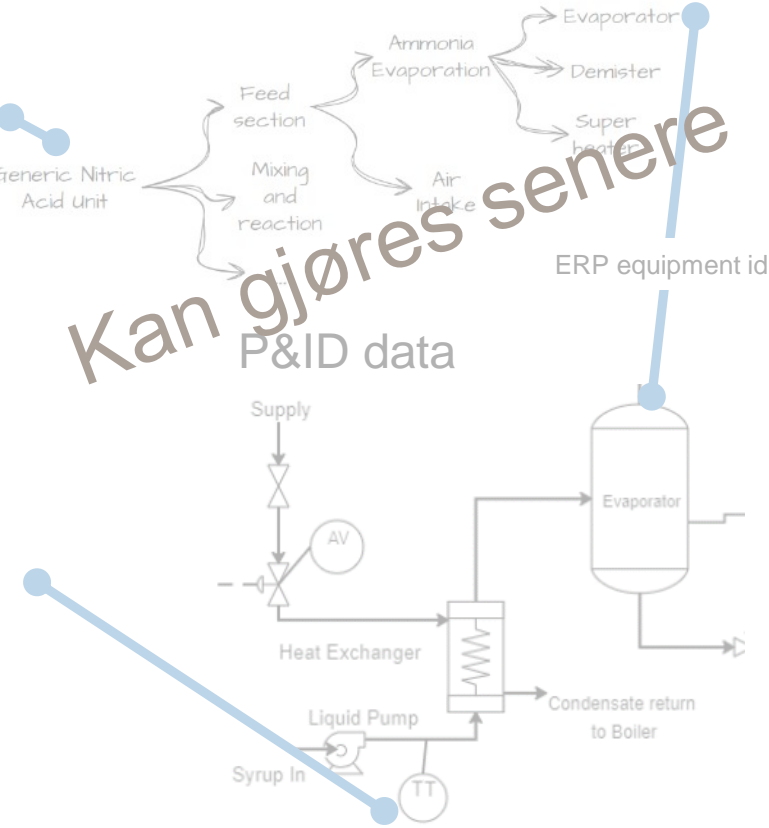 Evaporator
Ammonia
Evaporation
Demister
Feed
section
Super
heater
Generic Nitric
Acid Unit
Mixing
and
reaction
Air
Intake
...
Kan gjøres senere
ERP equipment id
P&ID data
Supply
Evaporator
AV
Heat Exchanger
Condensate return
to Boiler
Liquid Pump
Syrup In
TT